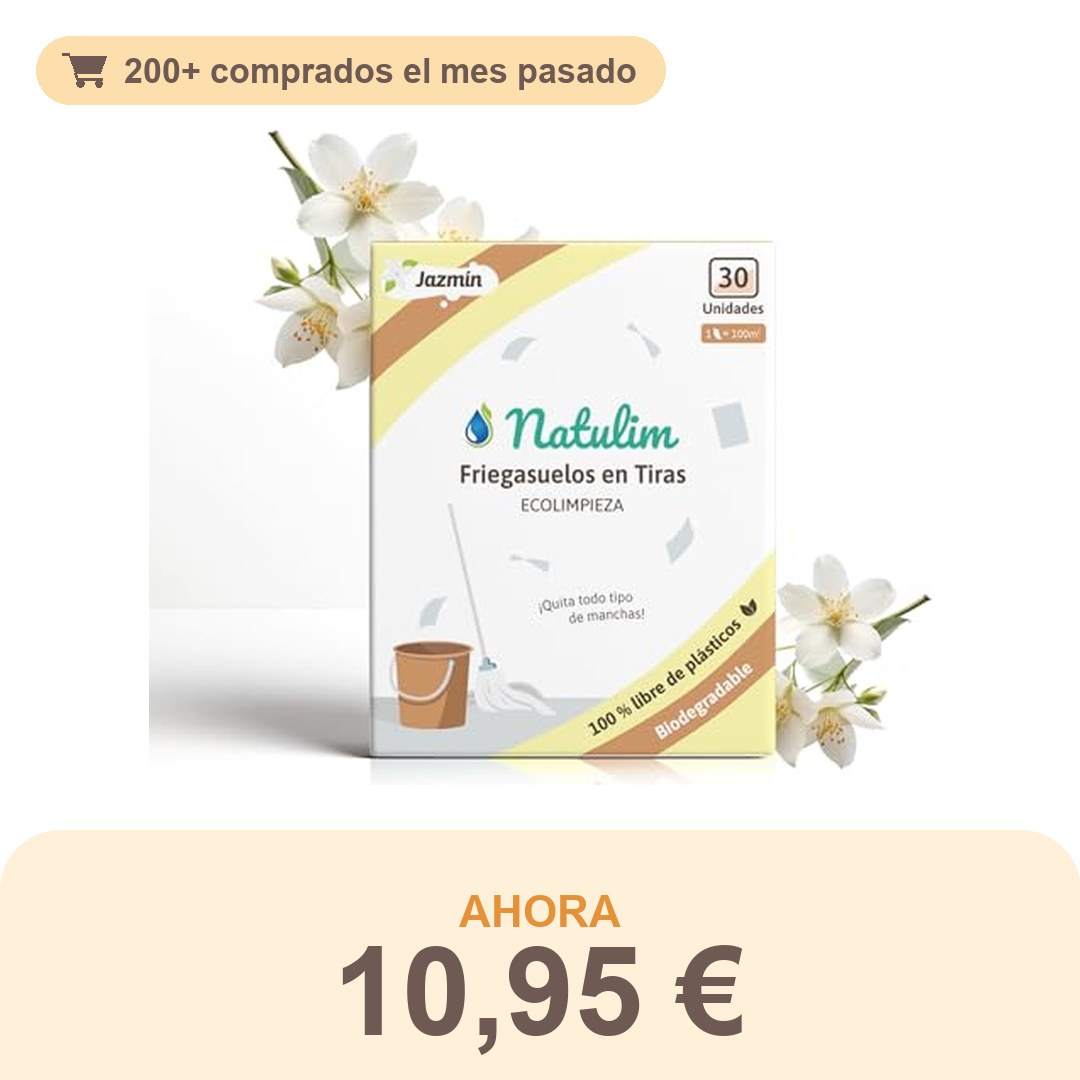 200+ comprados el mes pasado
Jazmín
30
Unidades
1 = 100m²
Natulim
Friegasuelos en Tiras
ECOLIMPIEZA
¡Quita todo tipo
de manchas!
100 % libre de plásticos
Biodegradable
AHORA
10,95 €